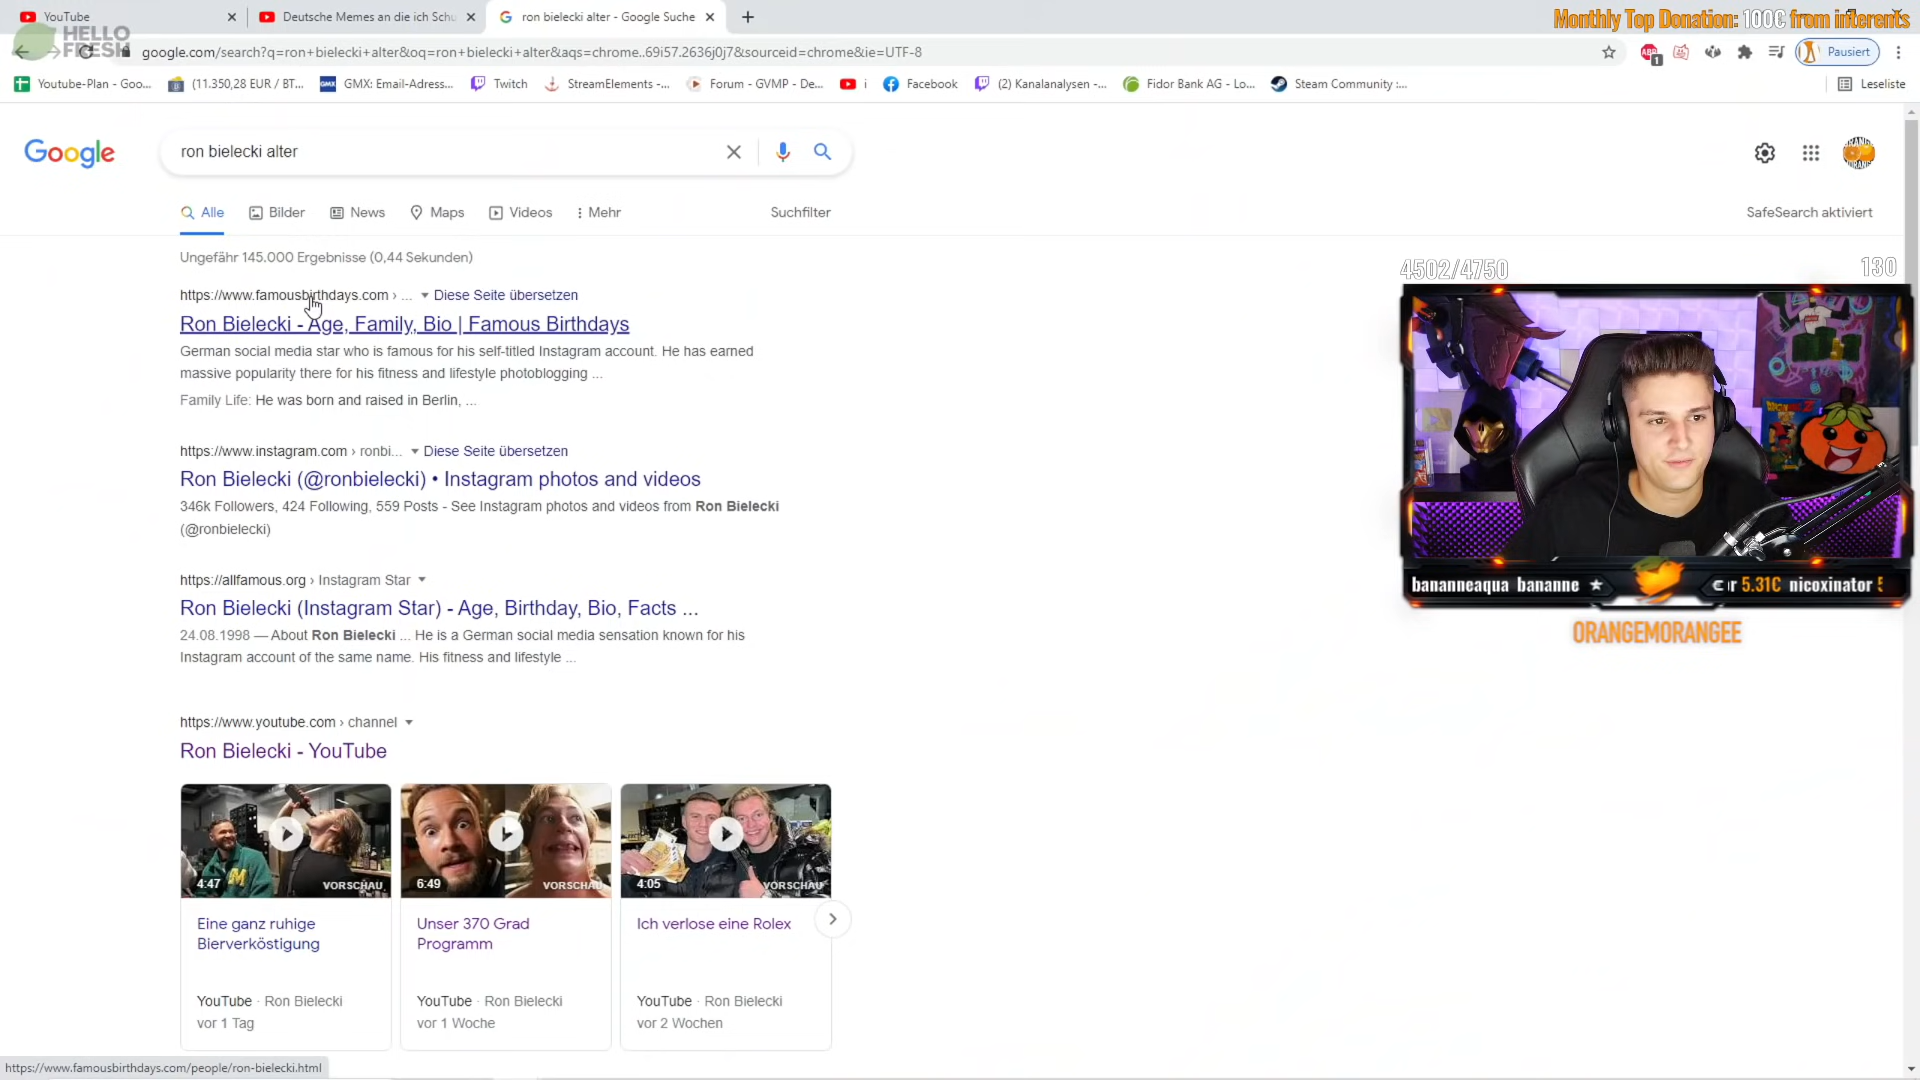 YouTube
Deutsche Memes an die ich Schu
ron bielecki alter - Google Suche
Monthly Top Donation: 100€ from interents
HELLO
FRESH
google.com/search?q=ron+bielecki+alter&oq=ron+bielecki+alter&aqs=chrome..69i57.2636j0j7&sourceid=chrome&ie=UTF-8
ABP
1
Pausiert
Youtube-Plan - Goo...
(11.350,28 EUR / BT...
GMX
GMX: Email-Adress...
Twitch
StreamElements -...
Forum - GVMP - De...
i
Facebook
(2) Kanalanalysen -...
Fidor Bank AG - Lo...
Steam Community :...
Leseliste
Google
ron bielecki alter
Alle
Bilder
News
Maps
Videos
Mehr
Suchfilter
SafeSearch aktiviert
Ungefähr 145.000 Ergebnisse (0,44 Sekunden)
https://www.famousbirthdays.com › ... Diese Seite übersetzen
Ron Bielecki - Age, Family, Bio | Famous Birthdays
German social media star who is famous for his self-titled Instagram account. He has earned
massive popularity there for his fitness and lifestyle photoblogging ...
Family Life: He was born and raised in Berlin, ...
https://www.instagram.com › ronbi... Diese Seite übersetzen
Ron Bielecki (@ronbielecki) • Instagram photos and videos
346k Followers, 424 Following, 559 Posts - See Instagram photos and videos from Ron Bielecki
(@ronbielecki)
https://allfamous.org › Instagram Star
Ron Bielecki (Instagram Star) - Age, Birthday, Bio, Facts ...
24.08.1998 — About Ron Bielecki ... He is a German social media sensation known for his
Instagram account of the same name. His fitness and lifestyle ...
https://www.youtube.com › channel
Ron Bielecki - YouTube
4:47
VORSCHAU
6:49
VORSCHAU
4:05
VORSCHAU
Eine ganz ruhige
Bierverköstigung
Unser 370 Grad
Programm
Ich verlose eine Rolex
YouTube · Ron Bielecki
vor 1 Tag
YouTube · Ron Bielecki
vor 1 Woche
YouTube · Ron Bielecki
vor 2 Wochen
https://www.famousbirthdays.com/people/ron-bielecki.html
4502/4750
130
bananneaqua bananne
r 5.31€ nicoxinator
ORANGEMORANGEE